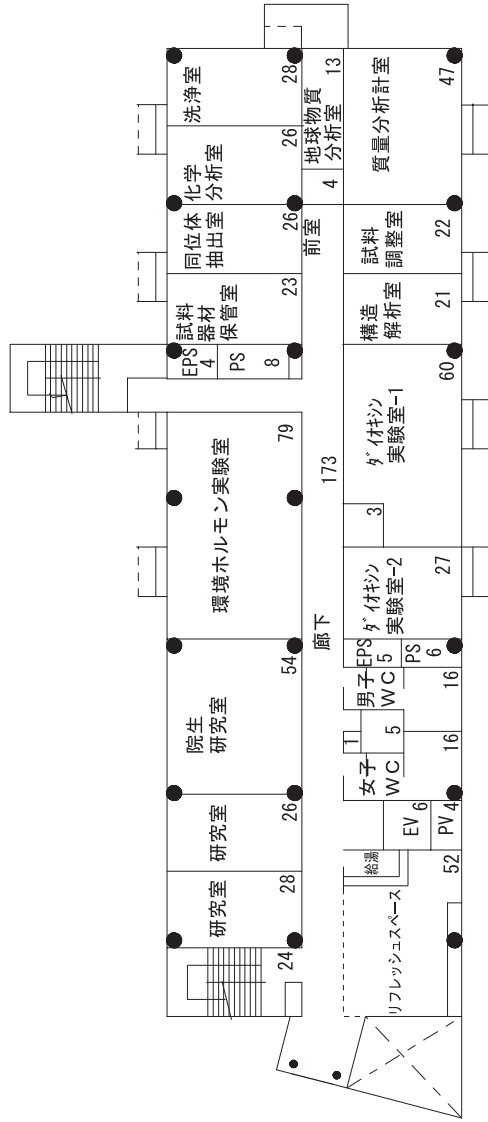 研究室
28
研究室
26
院生
研究室
54
環境ホルモン実験室
79
EPS
4
PS
8
試料
器材
保管室
23
同位体
抽出室
26
化学
分析室
26
洗浄室
28
24
廊下
173
前室
4
地球物質
分析室
13
リフレッシュスペース
52
給湯
EV
6
PV
4
女子
WC
16
1
5
男子
WC
16
EPS
5
PS
6
ダイオキシン
実験室-2
27
3
ダイオキシン
実験室-1
60
構造
解析室
21
試料
調整室
22
質量分析計室
47